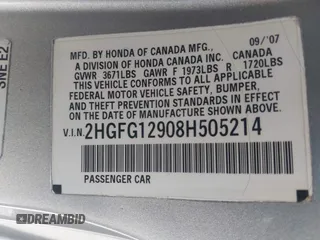 SNE E2
09/'07
MFD. BY HONDA OF CANADA MFG.,
A DIVISION OF HONDA CANADA INC. CANADA
GVWR 3671LBS GAWR F 1973LBS R 1720LBS
THIS VEHICLE CONFORMS TO ALL APPLICABLE
FEDERAL MOTOR VEHICLE SAFETY, BUMPER,
AND THEFT PREVENTION STANDARDS IN EFFECT
ON THE DATE OF MANUFACTURE SHOWN ABOVE.
V.I.N. 2HGFG12908H505214
PASSENGER CAR
DREAMBID